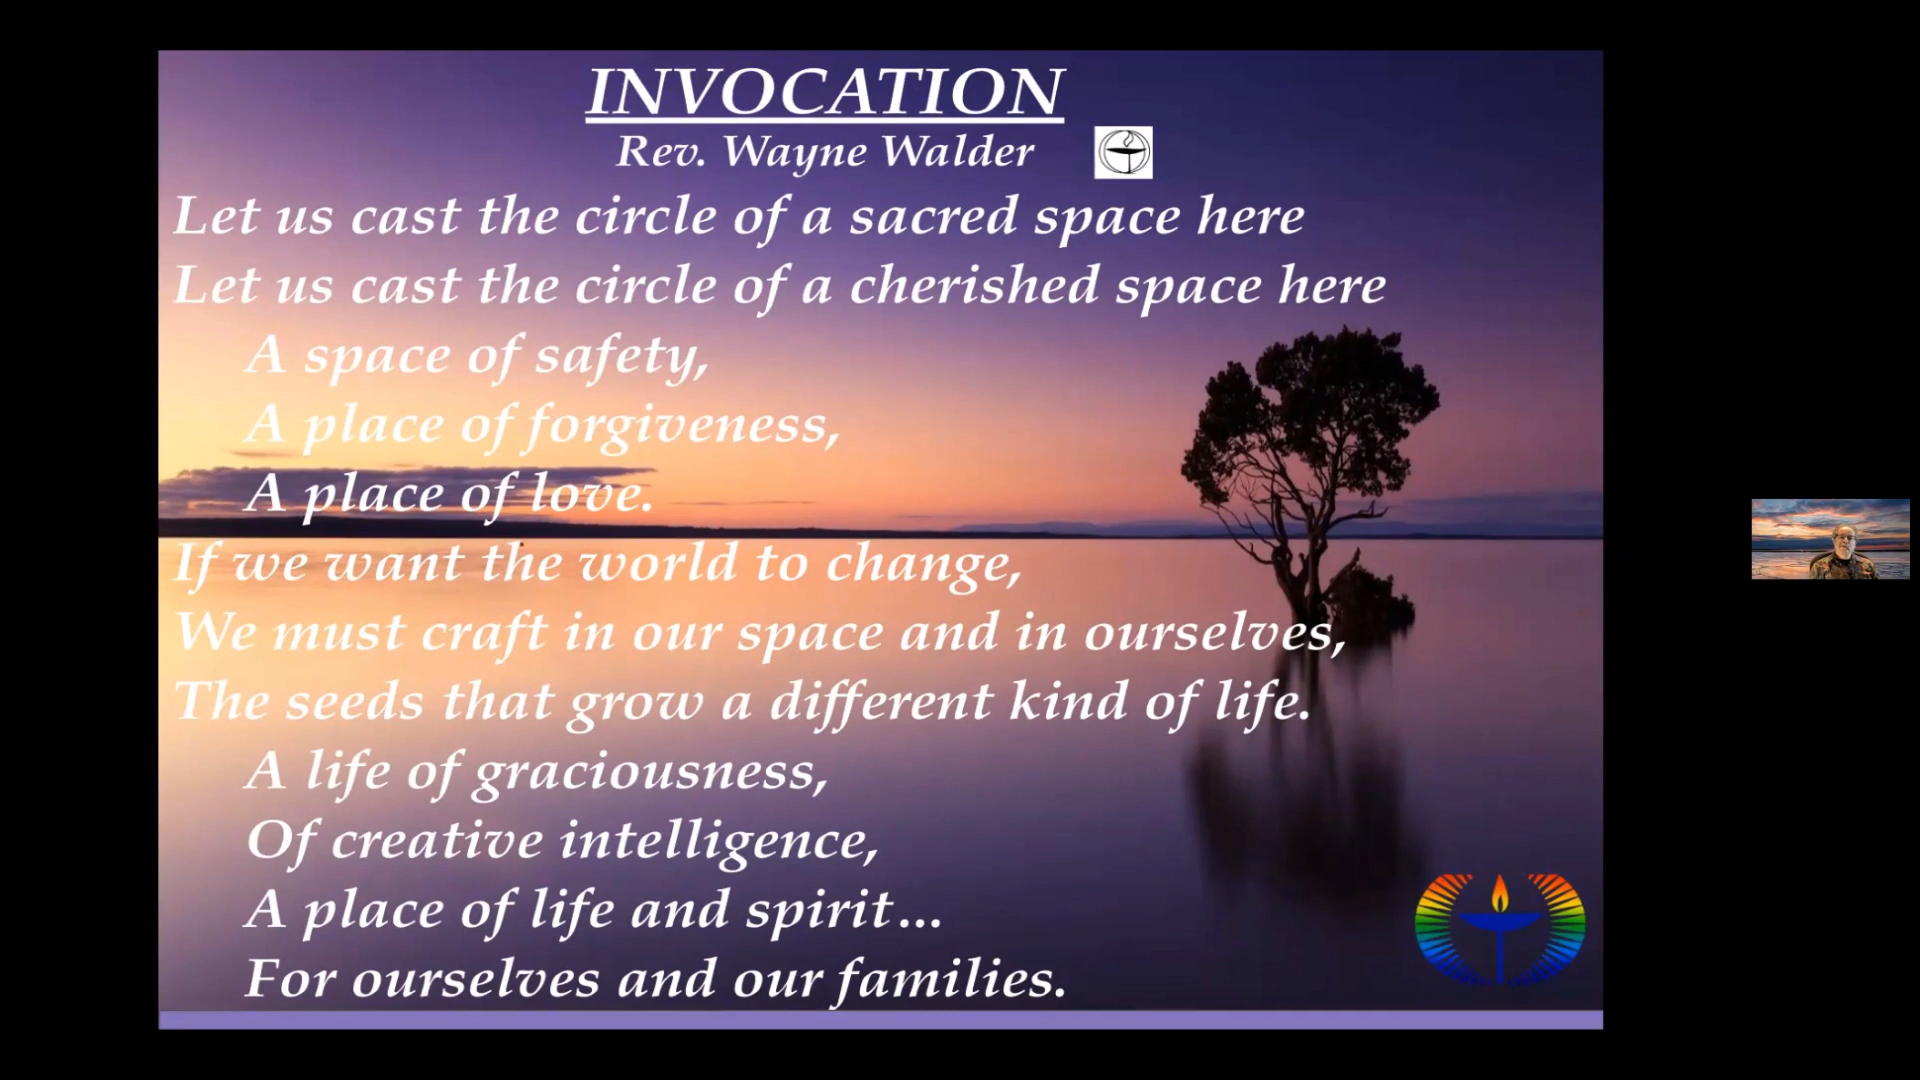 INVOCATION
Rev. Wayne Walder
Let us cast the circle of a sacred space here
Let us cast the circle of a cherished space here
A space of safety,
A place of forgiveness,
A place of love.
If we want the world to change,
We must craft in our space and in ourselves,
The seeds that grow a different kind of life.
A life of graciousness,
Of creative intelligence,
A place of life and spirit…
For ourselves and our families.